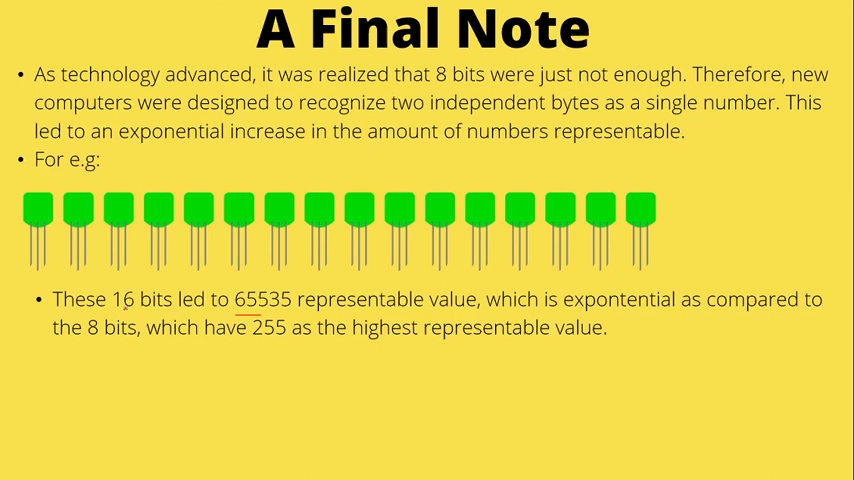 A Final Note
• As technology advanced, it was realized that 8 bits were just not enough. Therefore, new
computers were designed to recognize two independent bytes as a single number. This
led to an exponential increase in the amount of numbers representable.
• For e.g:
• These 16 bits led to 65535 representable value, which is expontential as compared to
the 8 bits, which have 255 as the highest representable value.